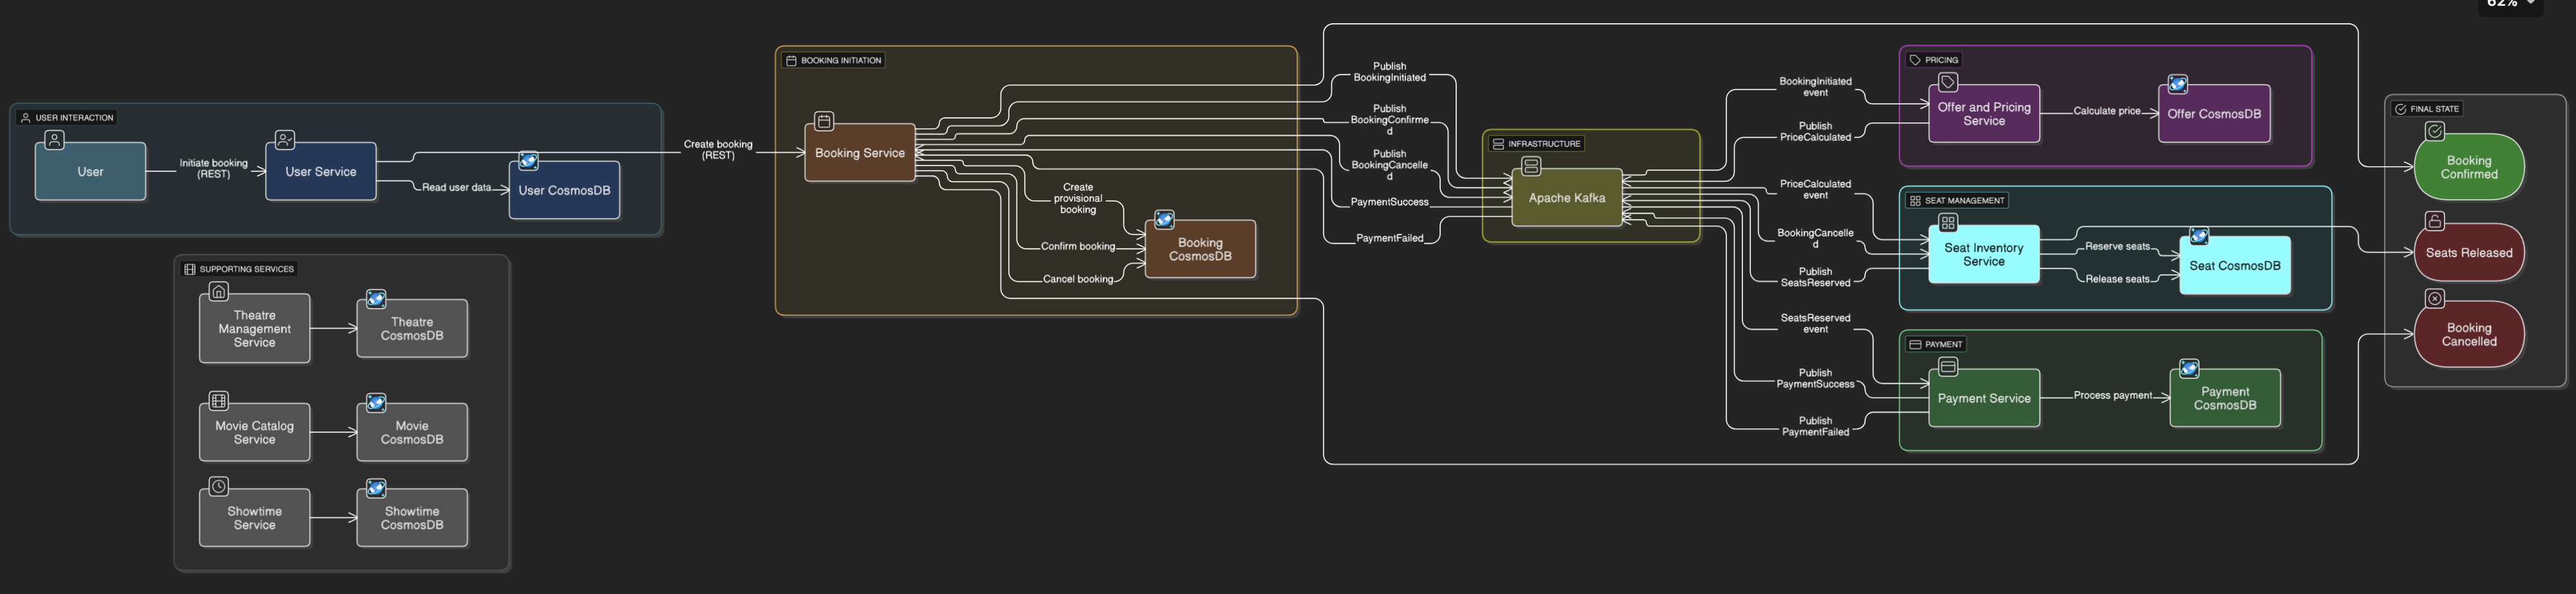 62%
USER INTERACTION
User
Initiate booking
(REST)
User Service
Read user data
User CosmosDB
Create booking
(REST)
SUPPORTING SERVICES
Theatre
Management
Service
Theatre
CosmosDB
Movie Catalog
Service
Movie
CosmosDB
Showtime
Service
Showtime
CosmosDB
BOOKING INITIATION
Booking Service
Create
provisional
booking
Confirm booking
Cancel booking
Booking
CosmosDB
Publish
BookingInitiated
Publish
BookingConfirme
d
Publish
BookingCancelle
d
PaymentSuccess
PaymentFailed
INFRASTRUCTURE
Apache Kafka
BookingInitiated
event
Publish
PriceCalculated
PriceCalculated
event
BookingCancelle
d
Publish
SeatsReserved
SeatsReserved
event
Publish
PaymentSuccess
Publish
PaymentFailed
PRICING
Offer and Pricing
Service
Calculate price
Offer CosmosDB
SEAT MANAGEMENT
Seat Inventory
Service
Reserve seats
Release seats
Seat CosmosDB
PAYMENT
Payment Service
Process payment
Payment
CosmosDB
FINAL STATE
Booking
Confirmed
Seats Released
Booking
Cancelled